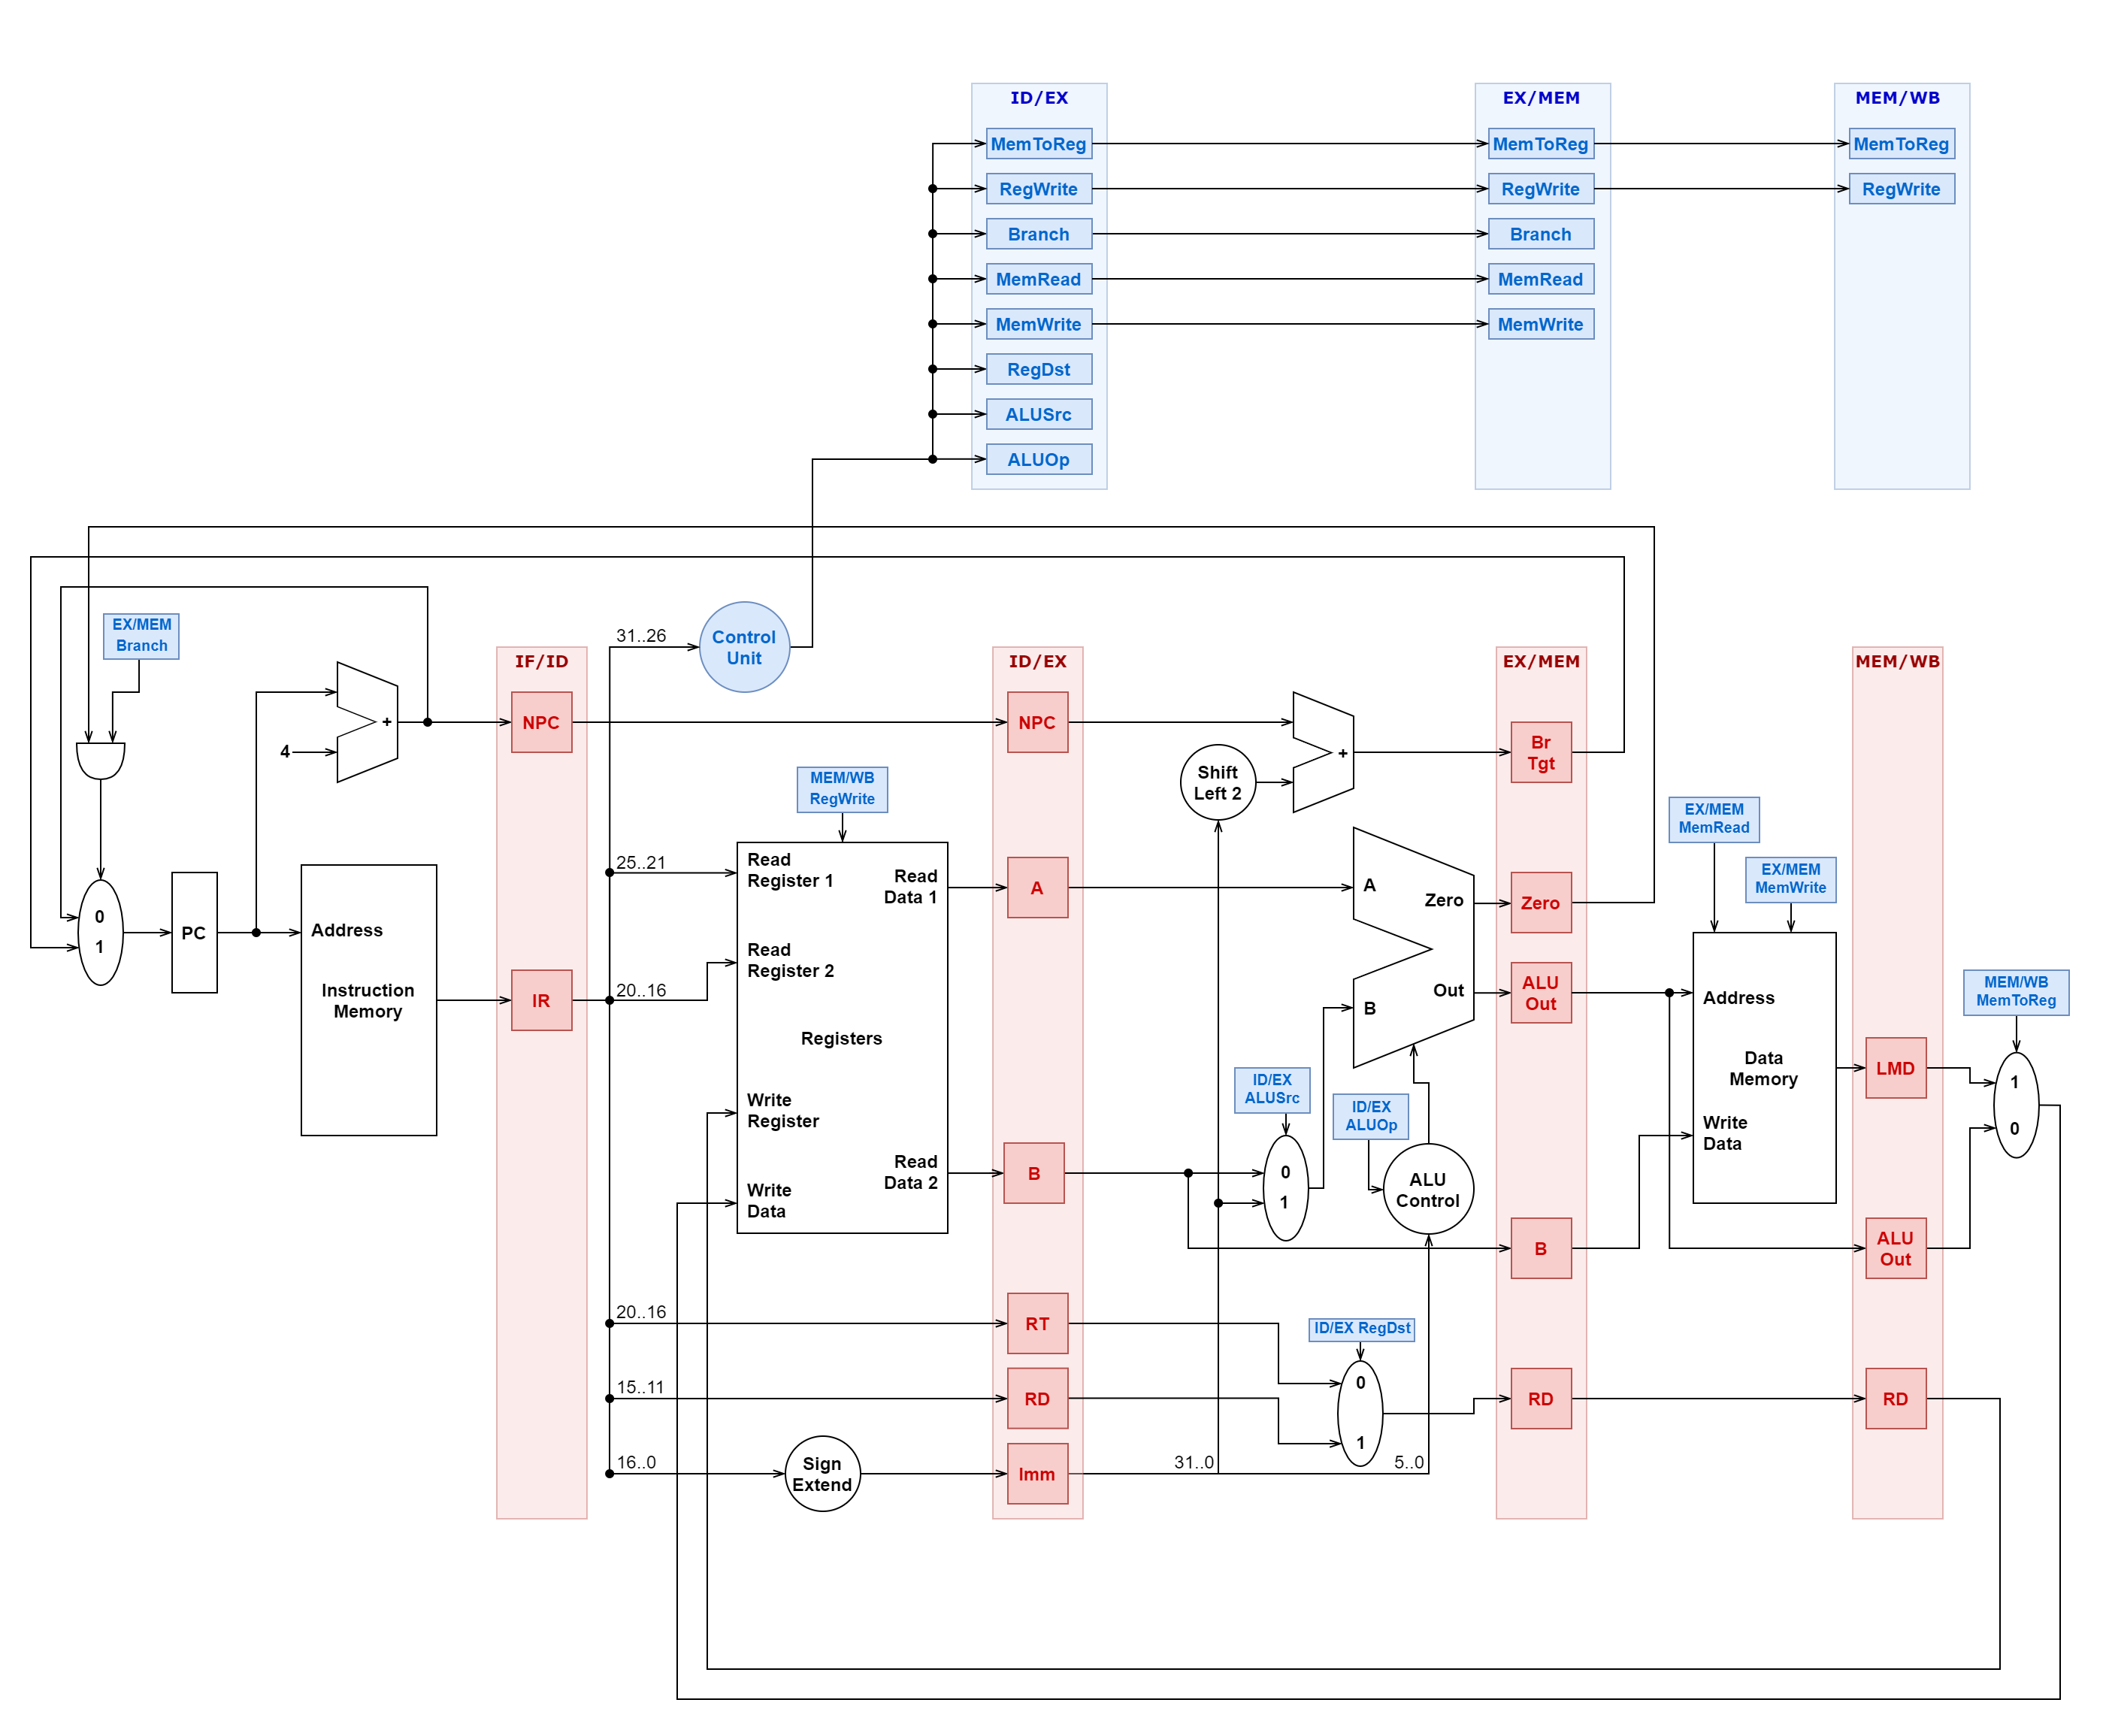 ID/EX
EX/MEM
MEM/WB
MemToReg
MemToReg
MemToReg
RegWrite
RegWrite
RegWrite
Branch
Branch
MemRead
MemRead
MemWrite
MemWrite
RegDst
ALUSrc
ALUOp
EX/MEM
Branch
31..26
Control
Unit
IF/ID
ID/EX
EX/MEM
MEM/WB
+
4
NPC
NPC
Shift
Left 2
+
Br
Tgt
MEM/WB
RegWrite
EX/MEM
MemRead
EX/MEM
MemWrite
0
1
PC
Address
Instruction
Memory
IR
25..21
20..16
Read
Register 1
Read
Data 1
Read
Register 2
Registers
Write
Register
Read
Data 2
Write
Data
A
B
A
B
Zero
Out
Zero
ALU
Out
ID/EX
ALUSrc
ID/EX
ALUOp
0
1
ALU
Control
B
Address
Data
Memory
Write
Data
LMD
ALU
Out
MEM/WB
MemToReg
1
0
20..16
RT
ID/EX RegDst
15..11
RD
0
1
RD
RD
16..0
Sign
Extend
Imm
31..0
5..0